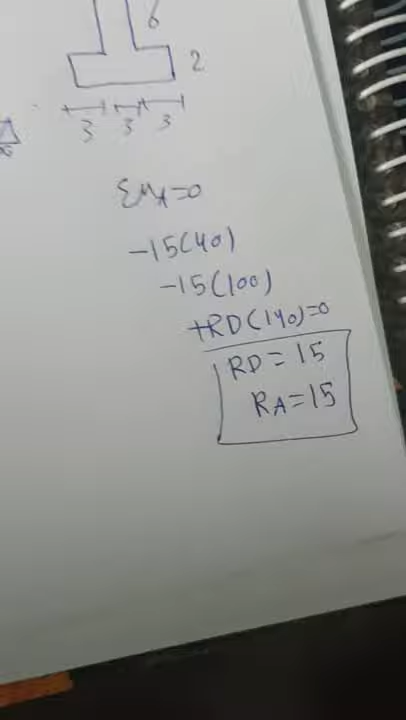 6
2
3 3 3
ΣMA=0
-15(40)
-15(100)
+RD(140)=0
RD=15
RA=15